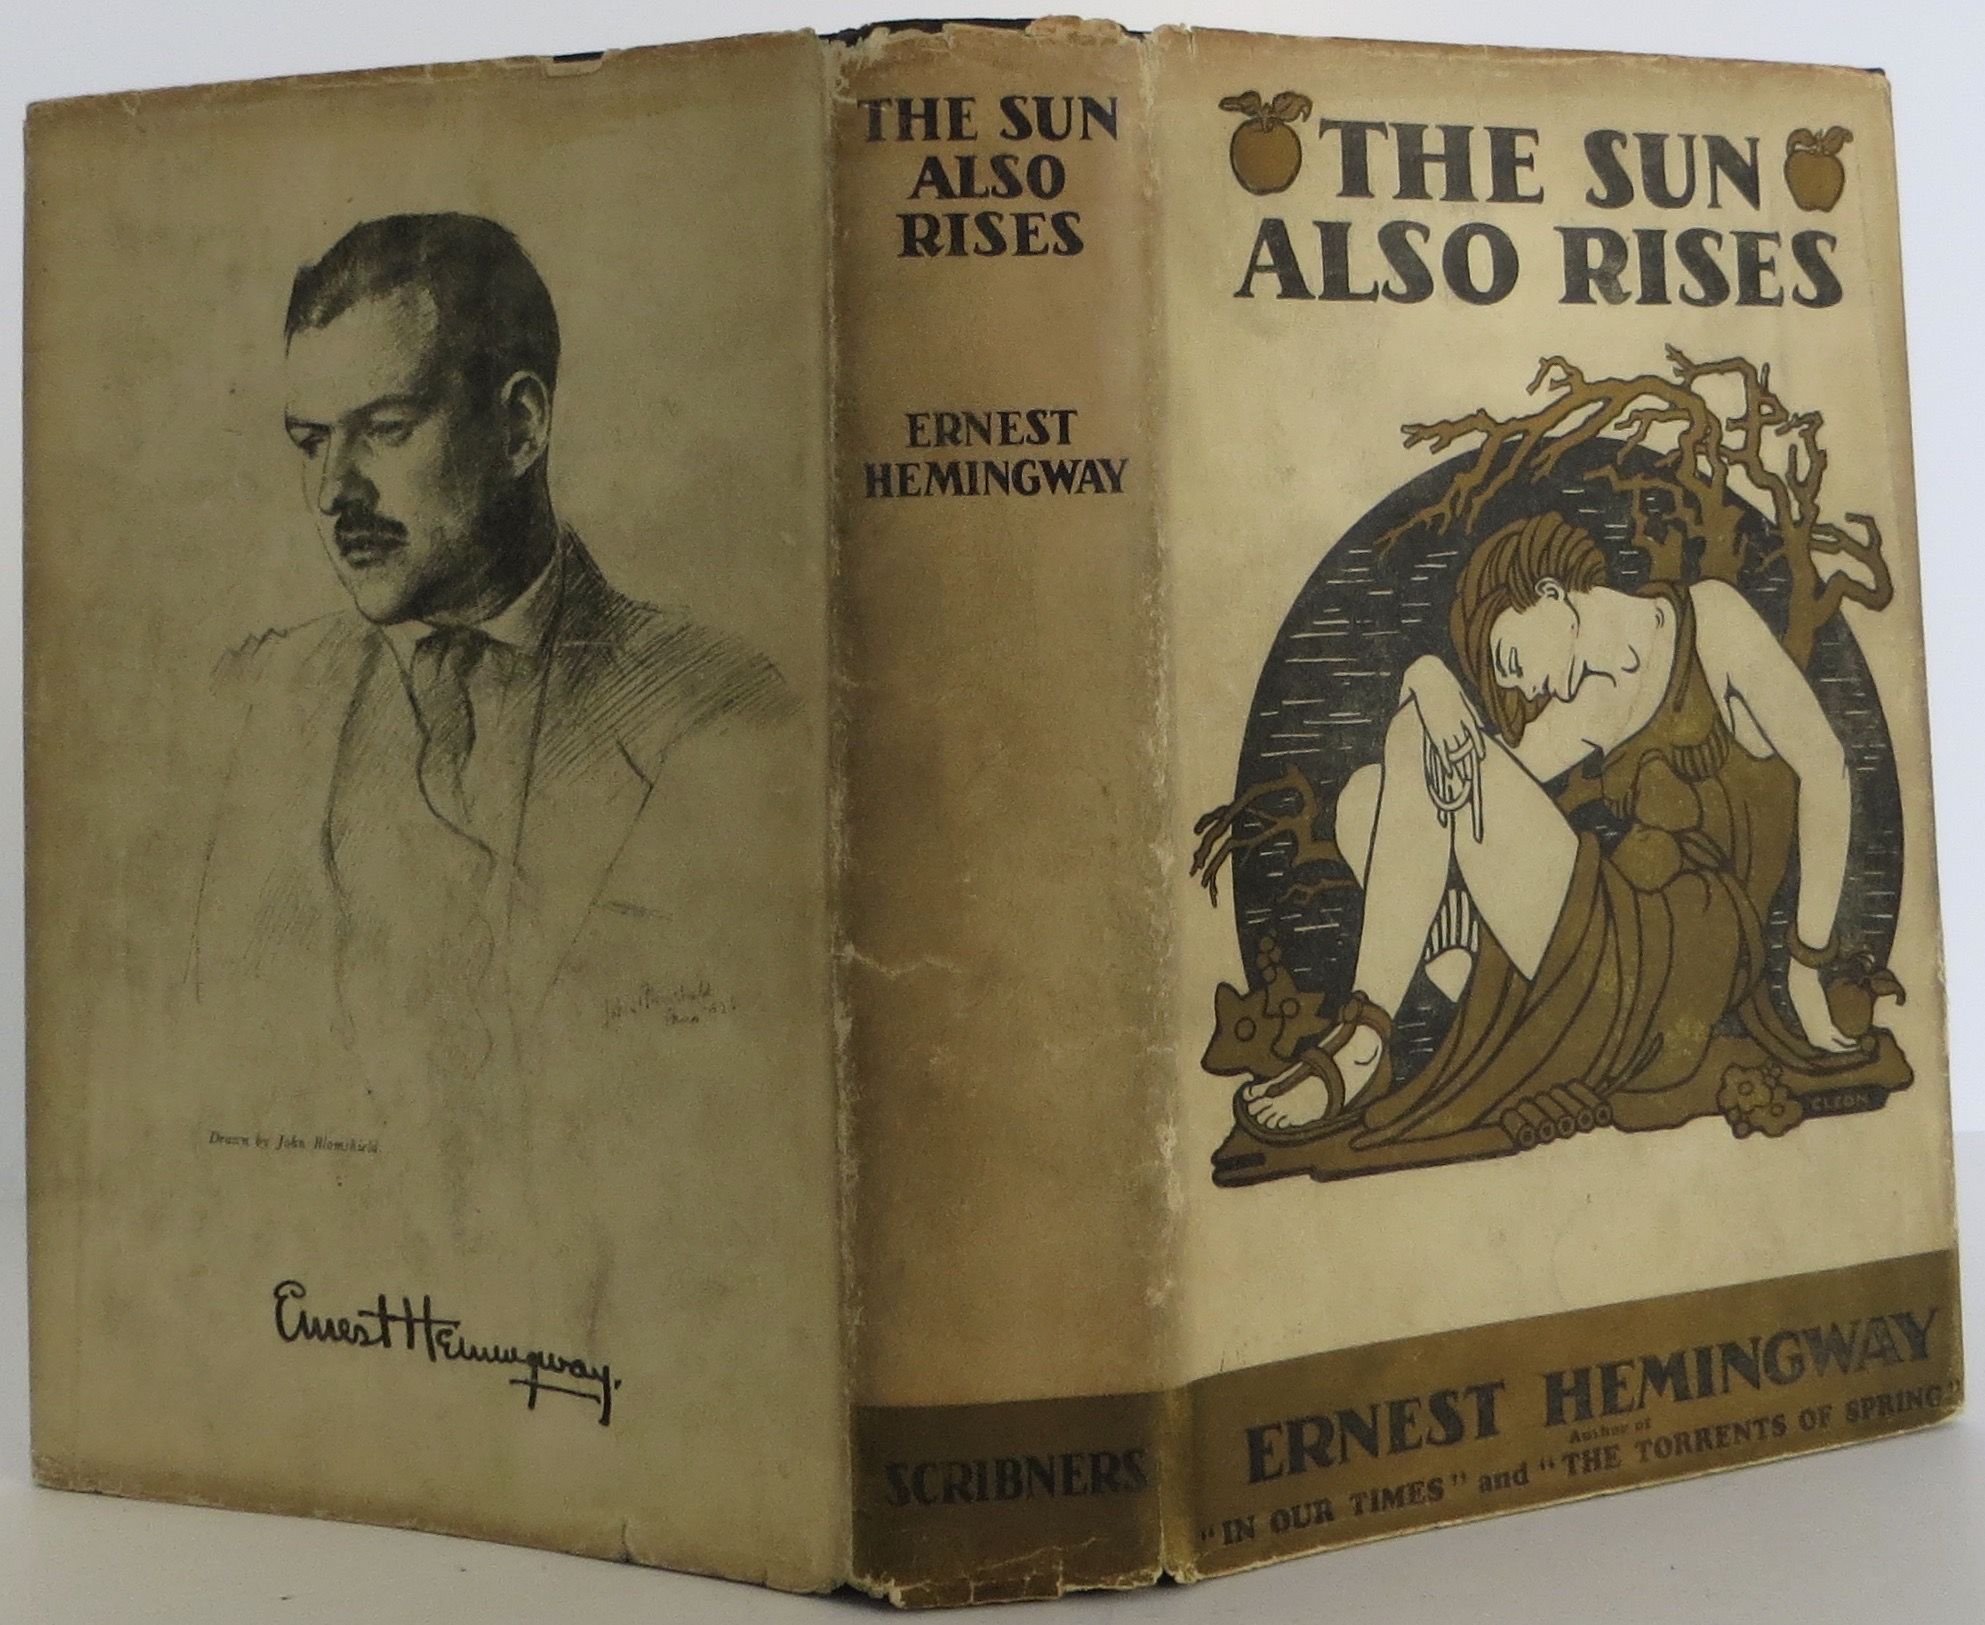 Drawn by John Blomshield
Ernest Hemingway.
THE SUN
ALSO
RISES
ERNEST
HEMINGWAY
SCRIBNERS
THE SUN
ALSO RISES
CLEON
ERNEST HEMINGWAY
Author of
"IN OUR TIMES" and "THE TORRENTS OF SPRING"